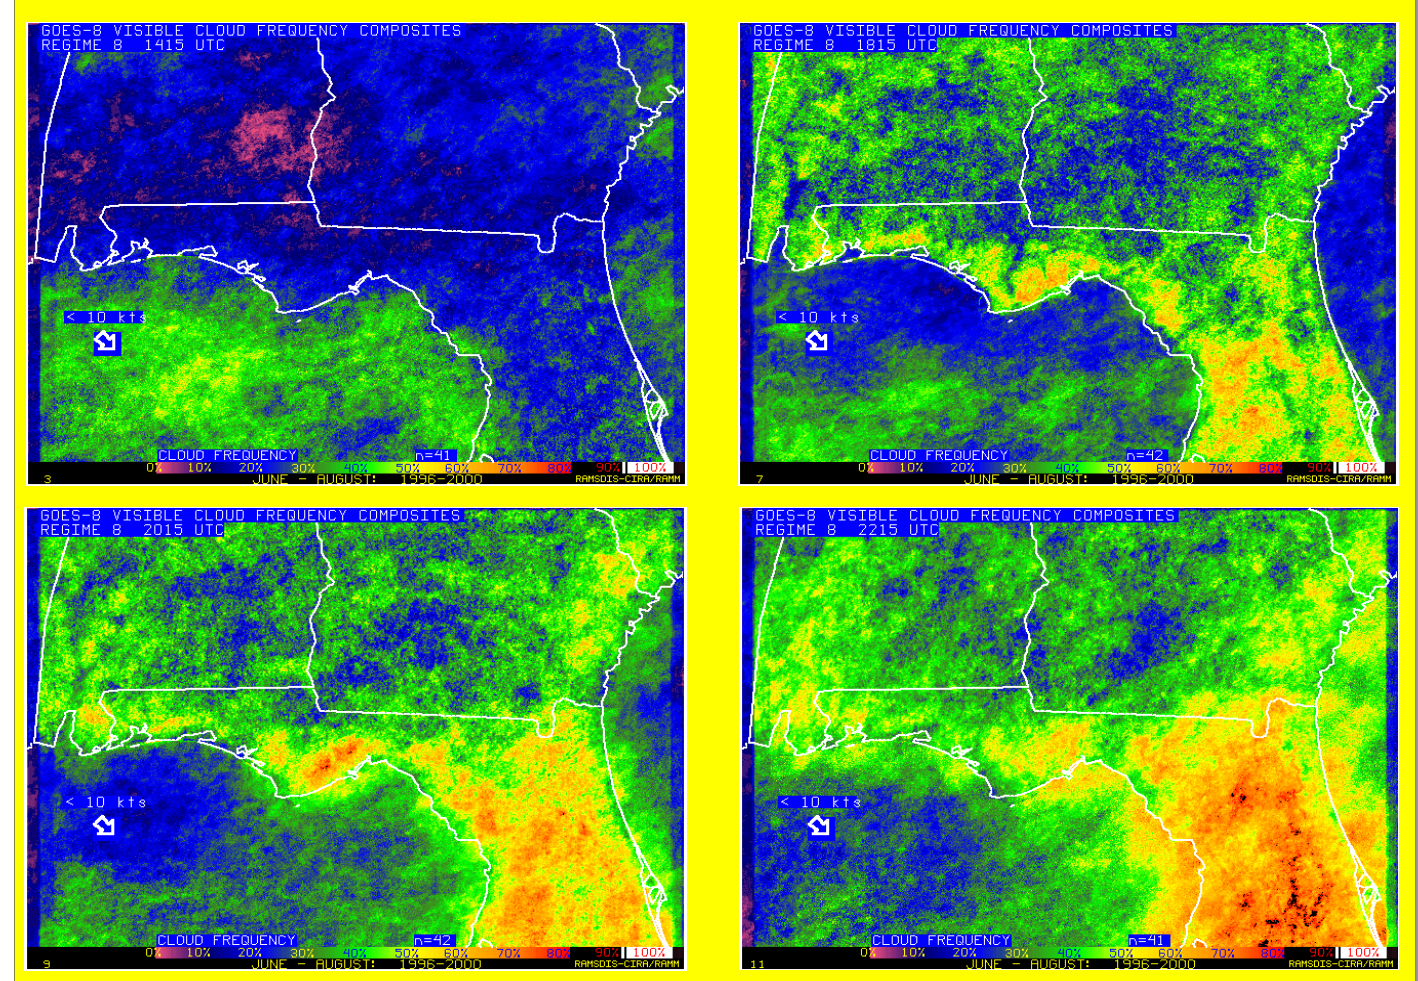 GOES-8 VISIBLE CLOUD FREQUENCY COMPOSITES
REGIME 8 1415 UTC
< 10 kts
CLOUD FREQUENCY n=41
0% 10% 20% 30% 40% 50% 60% 70% 80% 90% 100%
3 JUNE - AUGUST: 1996-2000 RAMSDIS-CIRA/RAMM
GOES-8 VISIBLE CLOUD FREQUENCY COMPOSITES
REGIME 8 1815 UTC
< 10 kts
CLOUD FREQUENCY n=42
0% 10% 20% 30% 40% 50% 60% 70% 80% 90% 100%
7 JUNE - AUGUST: 1996-2000 RAMSDIS-CIRA/RAMM
GOES-8 VISIBLE CLOUD FREQUENCY COMPOSITES
REGIME 8 2015 UTC
< 10 kts
CLOUD FREQUENCY n=42
0% 10% 20% 30% 40% 50% 60% 70% 80% 90% 100%
9 JUNE - AUGUST: 1996-2000 RAMSDIS-CIRA/RAMM
GOES-8 VISIBLE CLOUD FREQUENCY COMPOSITES
REGIME 8 2215 UTC
< 10 kts
CLOUD FREQUENCY n=41
0% 10% 20% 30% 40% 50% 60% 70% 80% 90% 100%
11 JUNE - AUGUST: 1996-2000 RAMSDIS-CIRA/RAMM